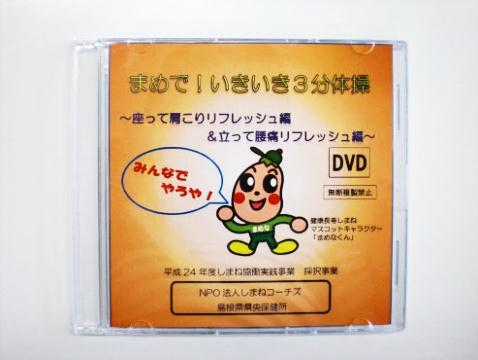 まめで！いきいき３分体操
～座って肩こりリフレッシュ編
＆立って腰痛リフレッシュ編～
DVD
みんなで
やろや！
無断複製禁止
まめな
健康長寿しまね
マスコットキャラクター
「まめなくん」
平成２４年度しまね協働実践事業　採択事業
NPO法人しまねコーチズ
島根県県央保健所